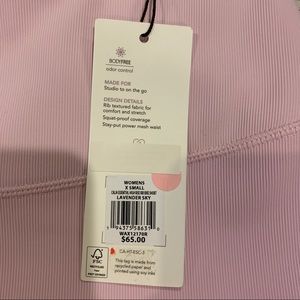 BODYFREE
odor control
MADE FOR
Studio to on the go
DESIGN DETAILS
Rib textured fabric for
comfort and stretch
Squat-proof coverage
Stay-put power mesh waist
WOMENS
X SMALL
LAVENDER SKY
WAX12170R
$65.00
FSC
This tag is made from
recycled paper and
printed using soy inks